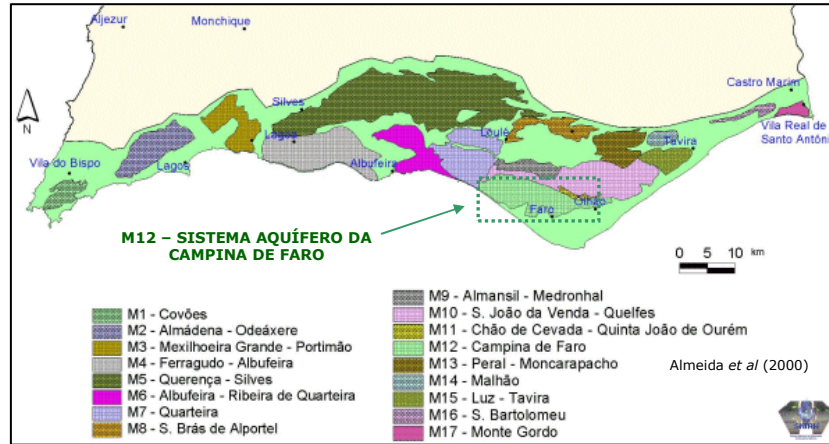 Aljezur
Monchique
Castro Marim
Silves
Lagoa
Loulé
Vila Real de
Santo Antóni
Tavira
Vila do Bispo
Lagos
Albufeira
Olhão
Faro
N
M12 – SISTEMA AQUÍFERO DA
CAMPINA DE FARO
0 5 10 km
M1 - Covões
M2 - Almádena - Odeáxere
M3 - Mexilhoeira Grande - Portimão
M4 - Ferragudo - Albufeira
M5 - Querença - Silves
M6 - Albufeira - Ribeira de Quarteira
M7 - Quarteira
M8 - S. Brás de Alportel
M9 - Almansil - Medronhal
M10 - S. João da Venda - Quelfes
M11 - Chão de Cevada - Quinta João de Ourém
M12 - Campina de Faro
M13 - Peral - Moncarapacho
M14 - Malhão
M15 - Luz - Tavira
M16 - S. Bartolomeu
M17 - Monte Gordo
Almeida et al (2000)